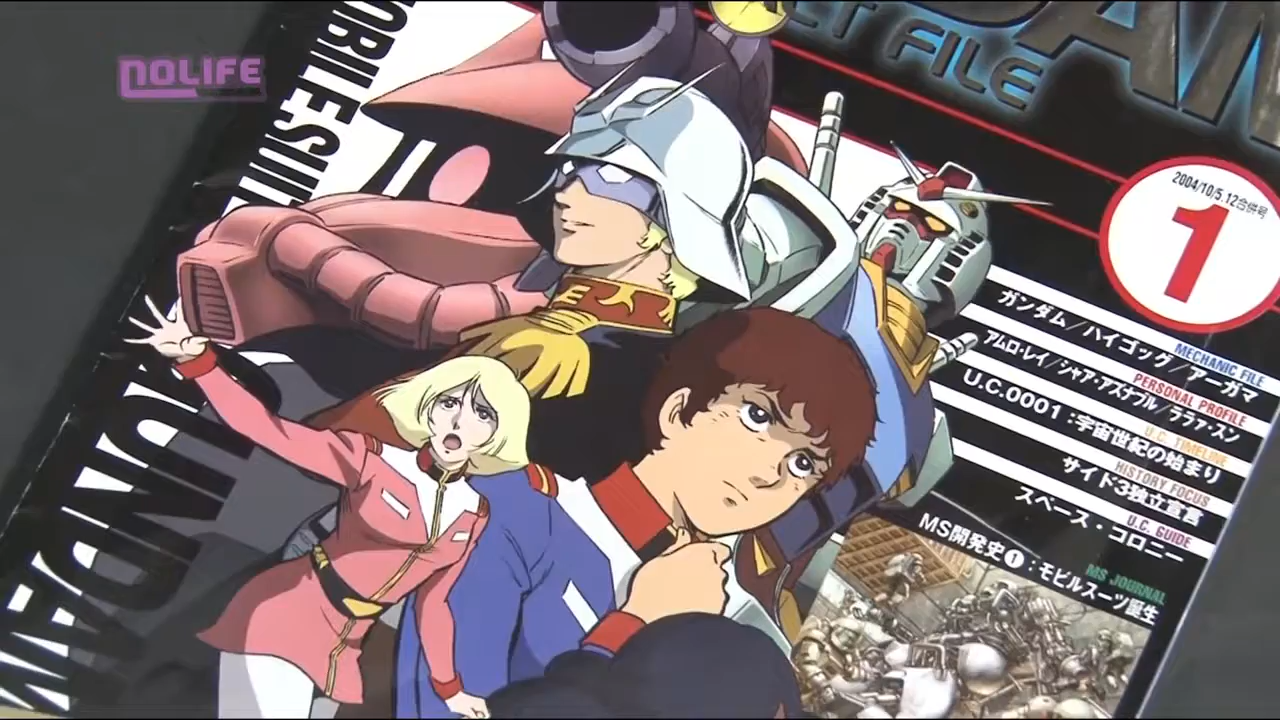 NOLIFE
FILE
2004/10/5.12合併号
1
MECHANIC FILE
ガンダム/ハイゴッグ/アーガマ
PERSONAL PROFILE
アムロ・レイ/シャア・アズナブル/ララァ・スン
U.C. TIMELINE
U.C.0001:宇宙世紀の始まり
HISTORY FOCUS
サイド3独立宣言
U.C. GUIDE
スペース・コロニー
MS JOURNAL
MS開発史❶:モビルスーツ誕生